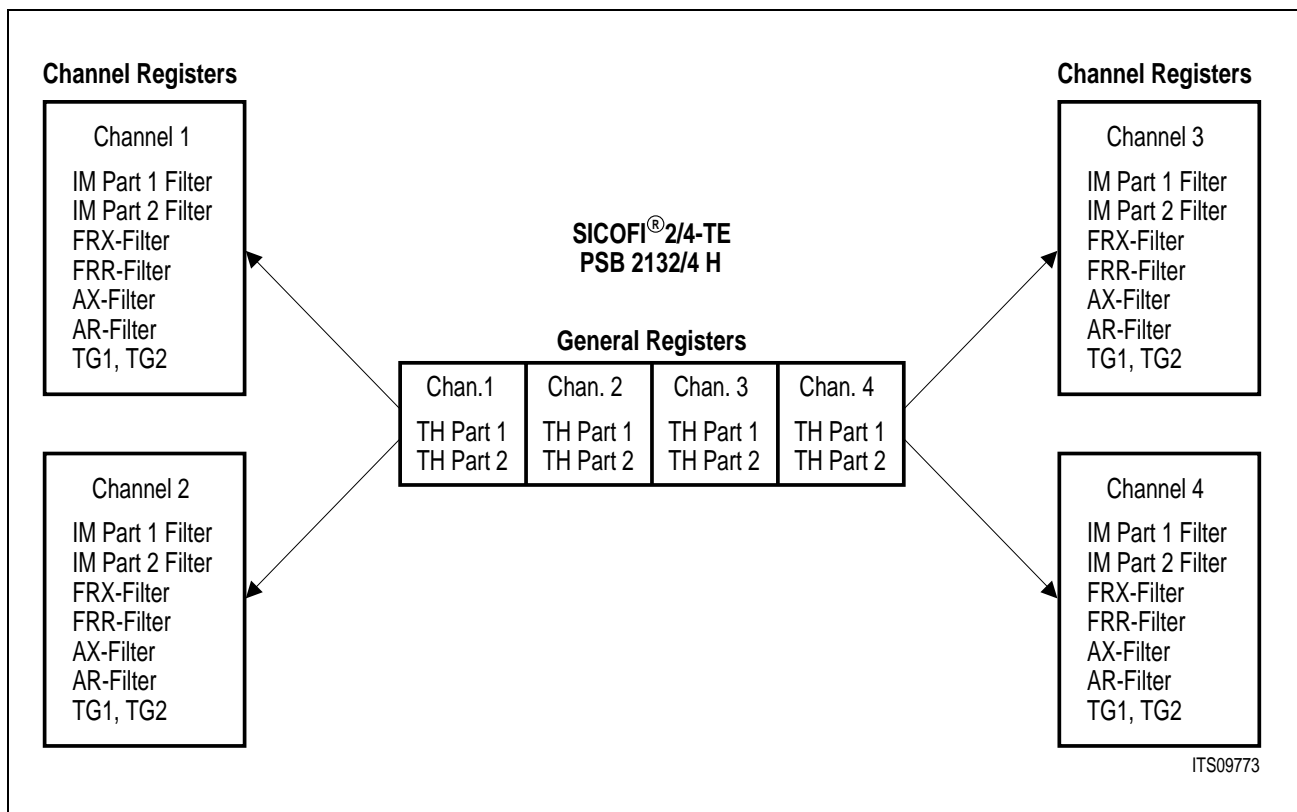 Channel Registers
Channel 1
IM Part 1 Filter
IM Part 2 Filter
FRX-Filter
FRR-Filter
AX-Filter
AR-Filter
TG1, TG2
Channel 2
IM Part 1 Filter
IM Part 2 Filter
FRX-Filter
FRR-Filter
AX-Filter
AR-Filter
TG1, TG2
SICOFI®2/4-TE
PSB 2132/4 H
General Registers
Chan.1
TH Part 1
TH Part 2
Chan. 2
TH Part 1
TH Part 2
Chan. 3
TH Part 1
TH Part 2
Chan. 4
TH Part 1
TH Part 2
Channel Registers
Channel 3
IM Part 1 Filter
IM Part 2 Filter
FRX-Filter
FRR-Filter
AX-Filter
AR-Filter
TG1, TG2
Channel 4
IM Part 1 Filter
IM Part 2 Filter
FRX-Filter
FRR-Filter
AX-Filter
AR-Filter
TG1, TG2
ITS09773